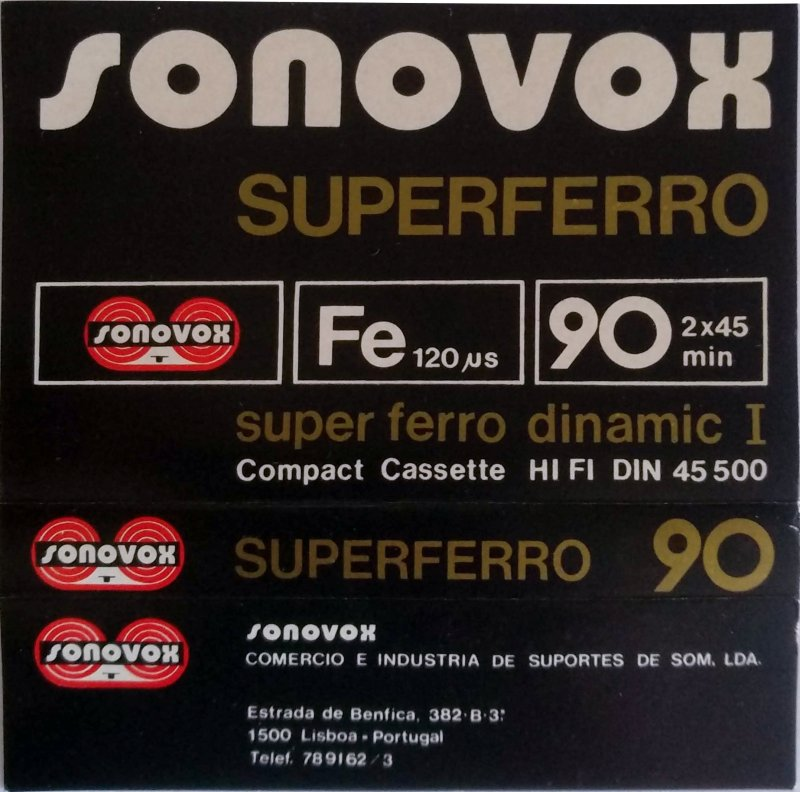 SONOVOX
SUPERFERRO
SONOVOX
Fe 120 µs
90 2x45 min
super ferro dinamic I
Compact Cassette HI FI DIN 45 500
SONOVOX
SUPERFERRO 90
SONOVOX
SONOVOX
COMERCIO E INDUSTRIA DE SUPORTES DE SOM, LDA.
Estrada de Benfica, 382-B-3º
1500 Lisboa - Portugal
Telef. 789162/3